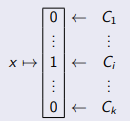 0 ← C₁
⋮ ⋮
x ↦ 1 ← Cᵢ
⋮ ⋮
0 ← Cₖ